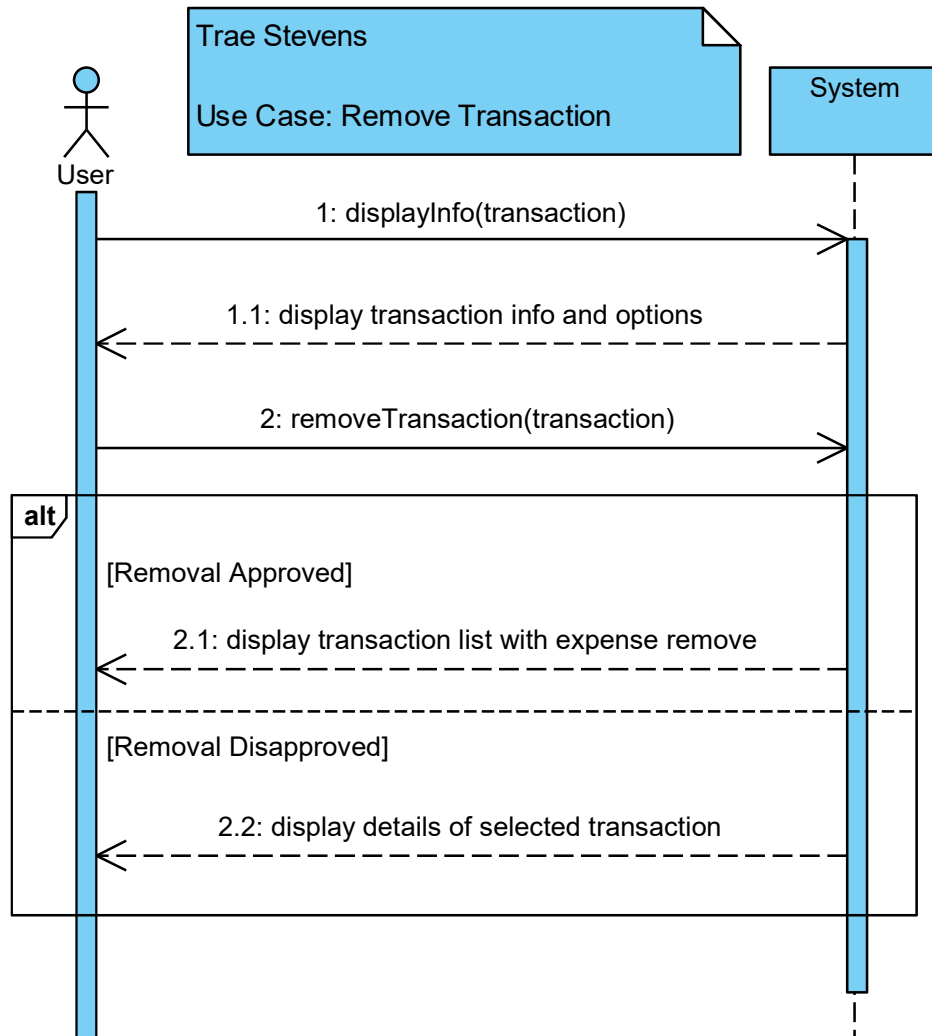 Trae Stevens
Use Case: Remove Transaction
System
User
1: displayInfo(transaction)
1.1: display transaction info and options
2: removeTransaction(transaction)
alt
[Removal Approved]
2.1: display transaction list with expense remove
[Removal Disapproved]
2.2: display details of selected transaction